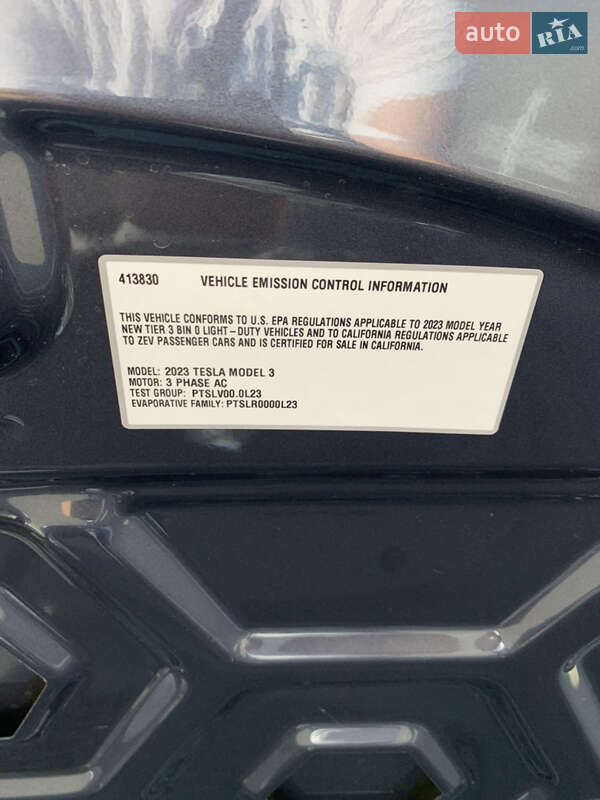 auto RIA .com
413830 VEHICLE EMISSION CONTROL INFORMATION
THIS VEHICLE CONFORMS TO U.S. EPA REGULATIONS APPLICABLE TO 2023 MODEL YEAR
NEW TIER 3 BIN 0 LIGHT-DUTY VEHICLES AND TO CALIFORNIA REGULATIONS APPLICABLE
TO ZEV PASSENGER CARS AND IS CERTIFIED FOR SALE IN CALIFORNIA.
MODEL: 2023 TESLA MODEL 3
MOTOR: 3 PHASE AC
TEST GROUP: PTSLV00.0L23
EVAPORATIVE FAMILY: PTSLR0000L23